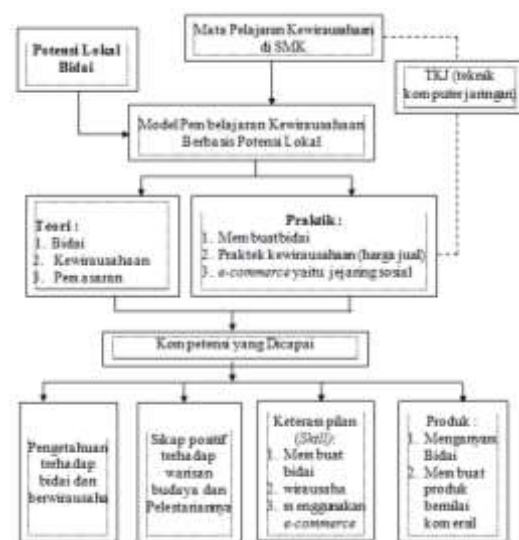 Mata Pelajaran Kewirausahaan
di SMK
Potensi Lokal
Bidai
TKJ (teknik
komputer jaringan)
Model Pembelajaran Kewirausahaan
Berbasis Potensi Lokal
Teori :
1. Bidai
2. Kewirausahaan
3. Pemasaran
Praktik :
1. Membuat bidai
2. Praktek kewirausahaan (harga jual)
3. e-commerce yaitu jejaring sosial
Kompetensi yang Dicapai
Pengetahuan
terhadap
bidai dan
berwirausaha
Sikap positif
terhadap
warisan
budaya dan
Pelestariannya
Keterampilan
(Skill):
1. Membuat
bidai
2. wirausaha
3. menggunakan
e-commerce
Produk :
1. Menganyam
Bidai
2. Membuat
produk
bernilai
komersil